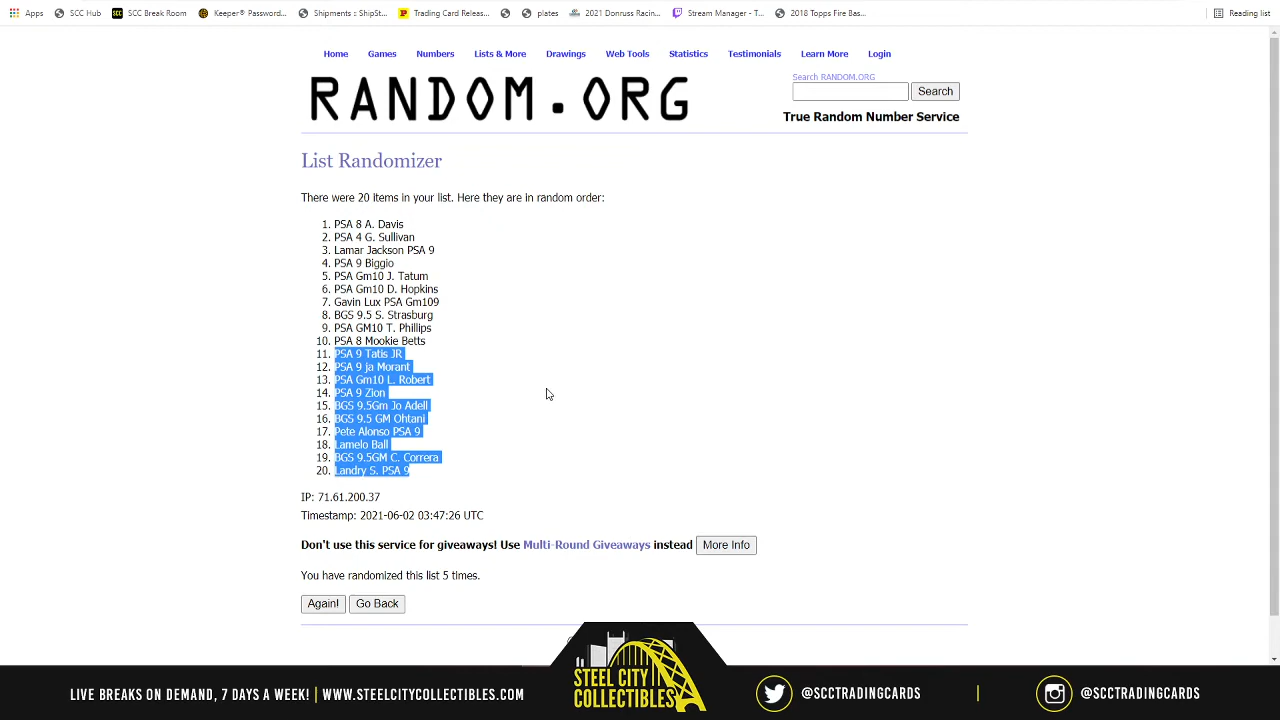 Apps SCC Hub SCC Break Room Keeper® Password... Shipments :: ShipSt... Trading Card Releas... plates 2021 Donruss Racin... Stream Manager - T... 2018 Topps Fire Bas... Reading list
Home Games Numbers Lists & More Drawings Web Tools Statistics Testimonials Learn More Login
RANDOM.ORG
Search RANDOM.ORG
Search
True Random Number Service
List Randomizer
There were 20 items in your list. Here they are in random order:
1. PSA 8 A. Davis
2. PSA 4 G. Sullivan
3. Lamar Jackson PSA 9
4. PSA 9 Biggio
5. PSA Gm10 J. Tatum
6. PSA Gm10 D. Hopkins
7. Gavin Lux PSA Gm109
8. BGS 9.5 S. Strasburg
9. PSA GM10 T. Phillips
10. PSA 8 Mookie Betts
11. PSA 9 Tatis JR
12. PSA 9 ja Morant
13. PSA Gm10 L. Robert
14. PSA 9 Zion
15. BGS 9.5Gm Jo Adell
16. BGS 9.5 GM Ohtani
17. Pete Alonso PSA 9
18. Lamelo Ball
19. BGS 9.5GM C. Correra
20. Landry S. PSA 9
IP: 71.61.200.37
Timestamp: 2021-06-02 03:47:26 UTC
Don't use this service for giveaways! Use Multi-Round Giveaways instead More Info
You have randomized this list 5 times.
Again! Go Back
LIVE BREAKS ON DEMAND, 7 DAYS A WEEK! | WWW.STEELCITYCOLLECTIBLES.COM
STEEL CITY
COLLECTIBLES
@SCCTRADINGCARDS | @SCCTRADINGCARDS